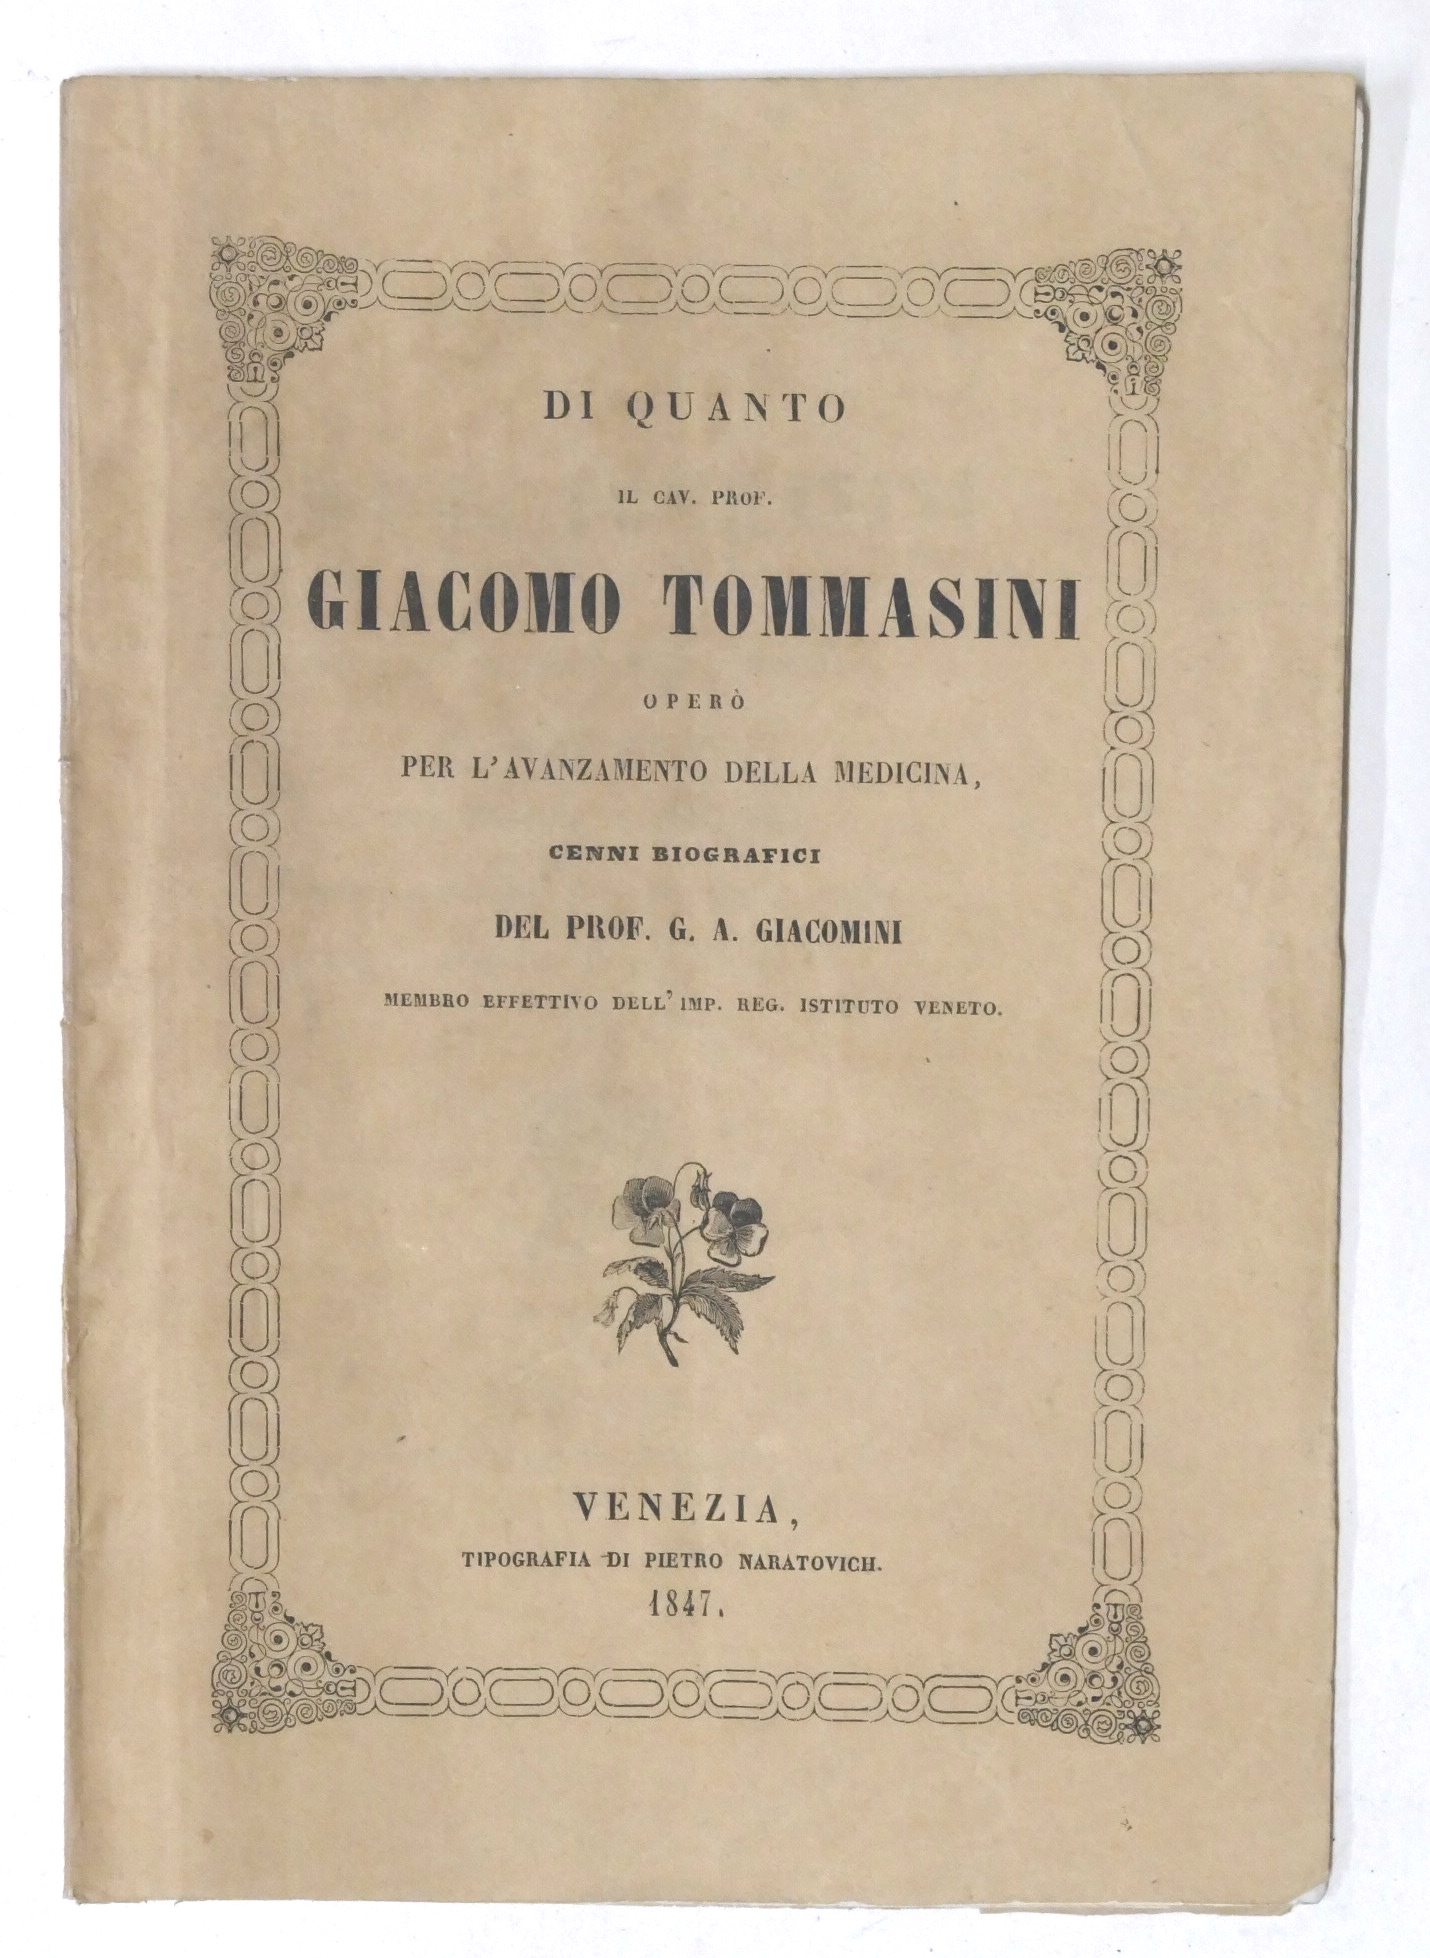 DI QUANTO
IL CAV. PROF.
GIACOMO TOMMASINI
OPERÒ
PER L'AVANZAMENTO DELLA MEDICINA,
CENNI BIOGRAFICI
DEL PROF. G. A. GIACOMINI
MEMBRO EFFETTIVO DELL'IMP. REG. ISTITUTO VENETO.
VENEZIA,
TIPOGRAFIA DI PIETRO NARATOVICH.
1847.